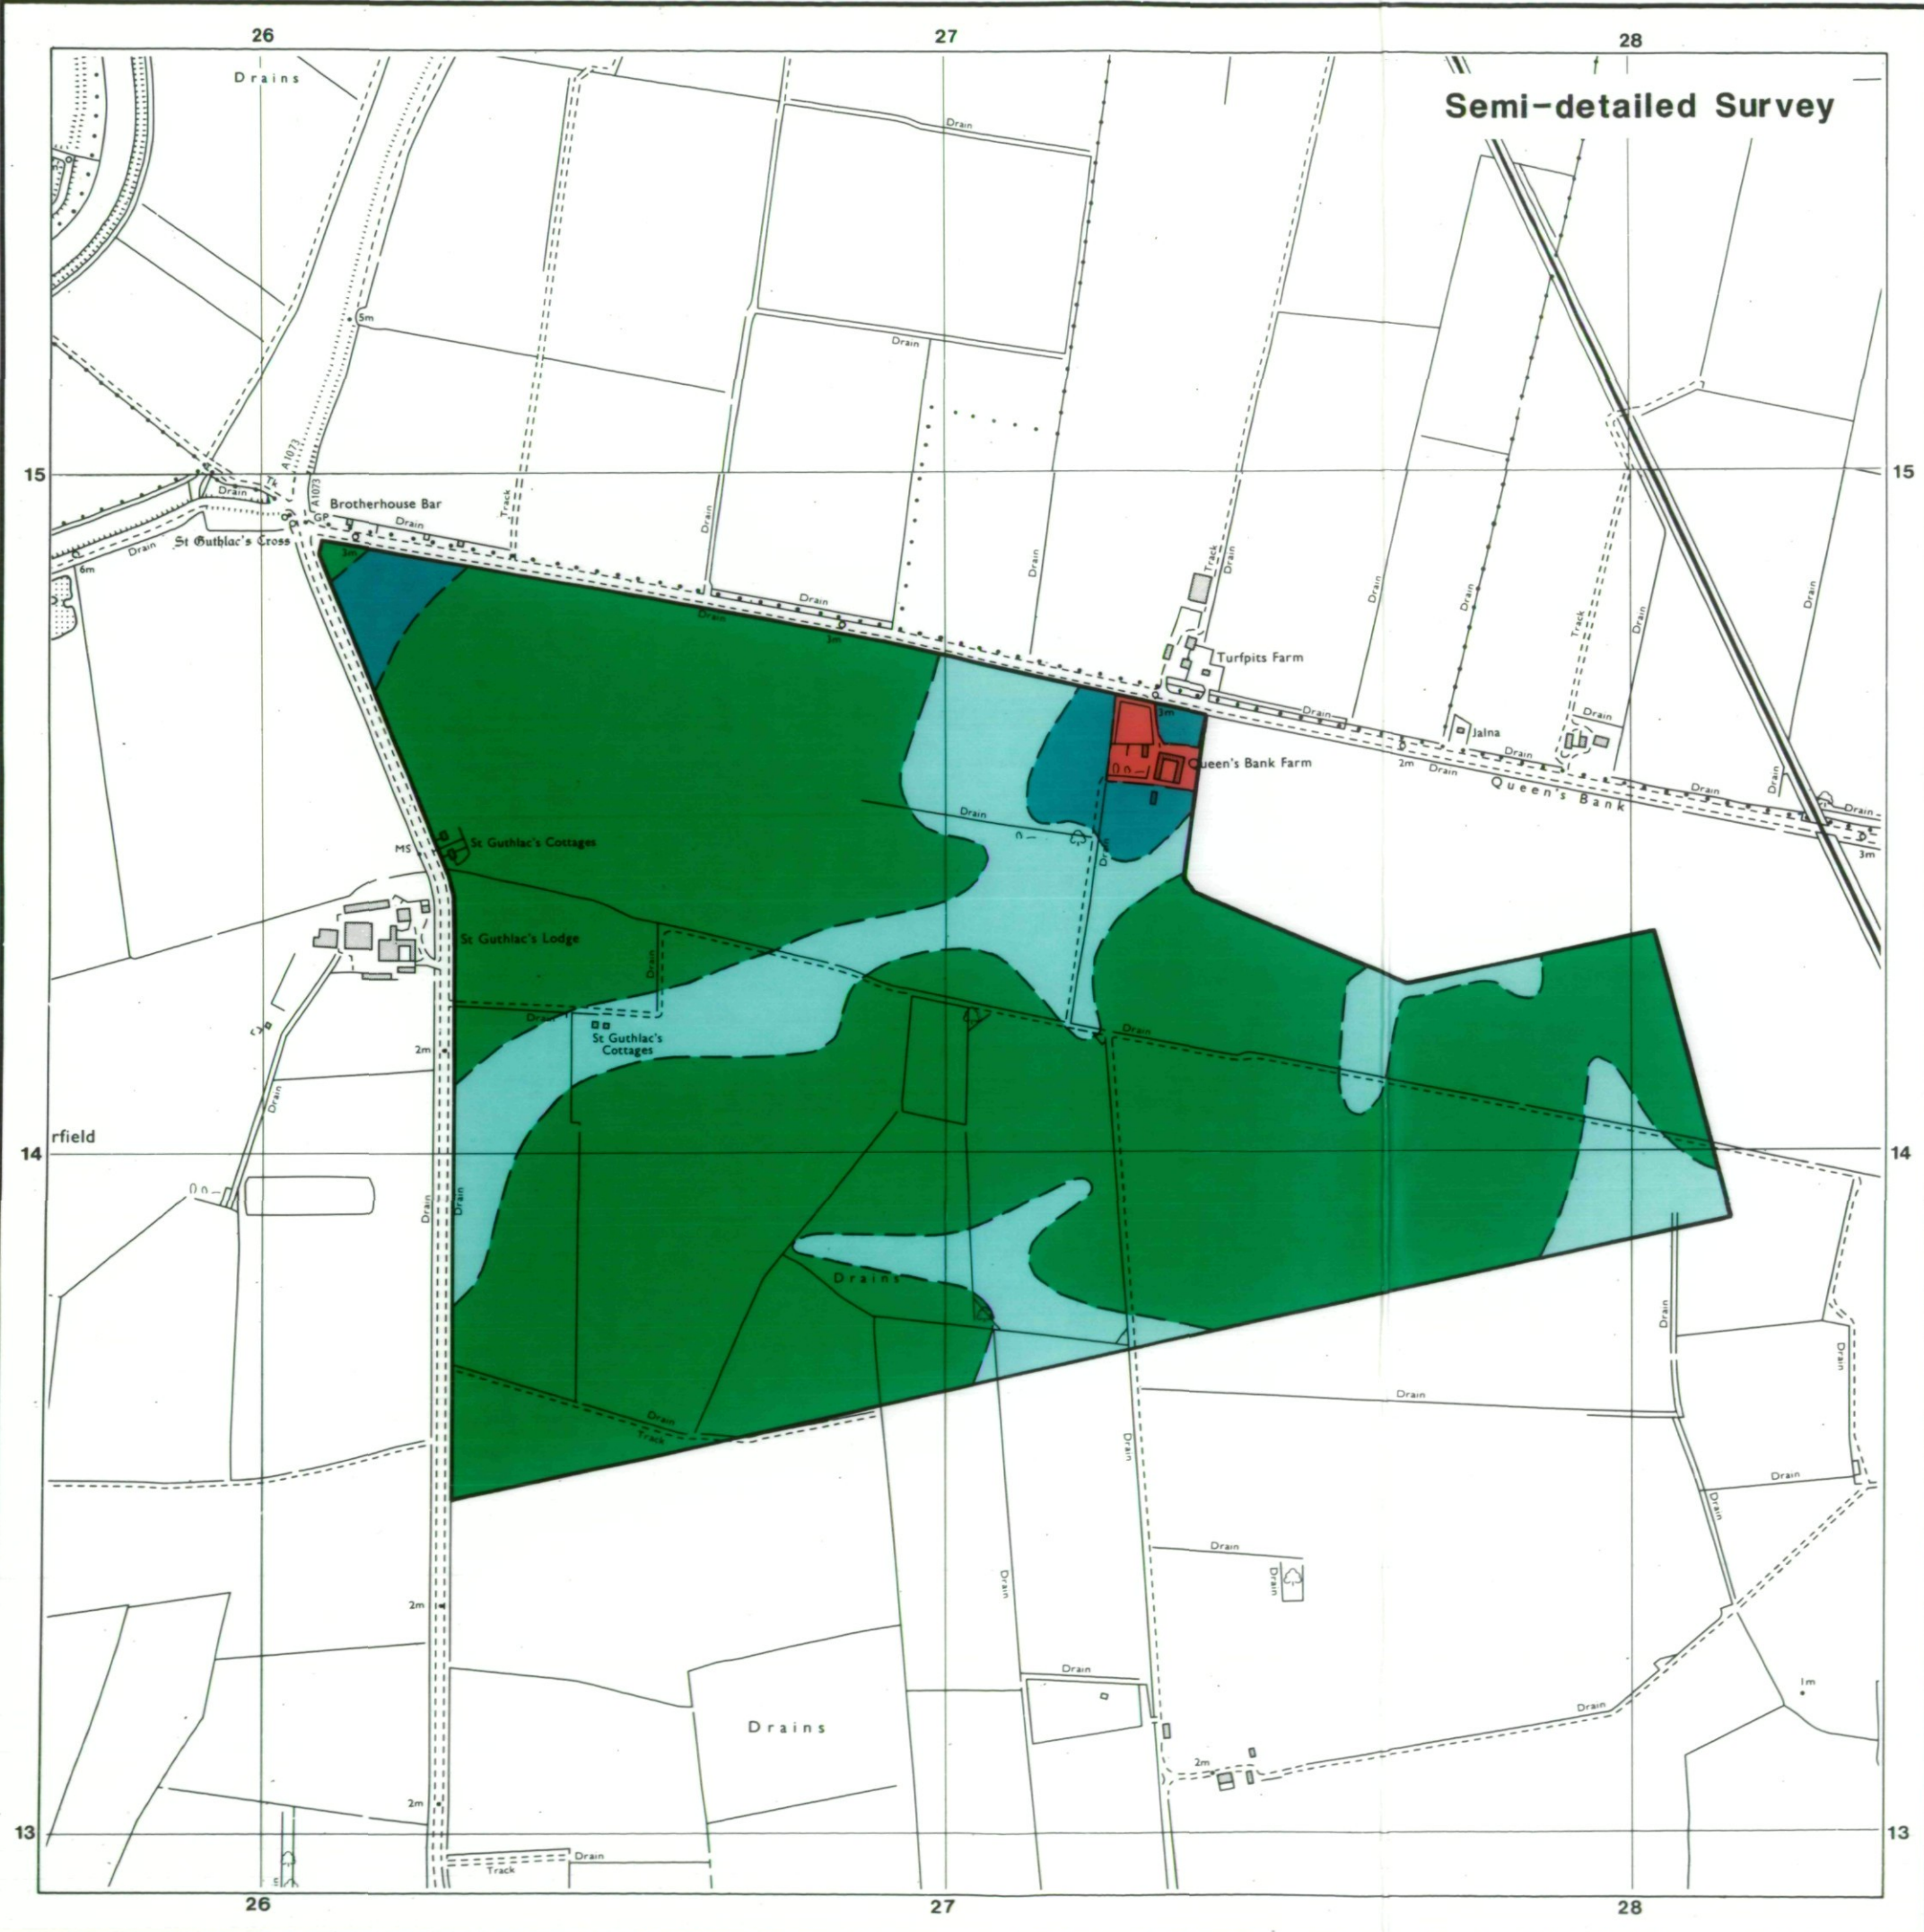 26
27
28
Drains
Semi-detailed Survey
Drain
5m
Drain
15
15
A1073
A1073
Tk
Drain
GP
Brotherhouse Bar
Drain
Track
Drain
St Guthlac's Cross
Drain
6m
3m
Drain
Drain
3m
Drain
Track
Drain
Drain
Drain
Track
Drain
Drain
Turfpits Farm
3m
Drain
Jalna
Drain
Drain
2m
Drain
Queen's Bank
Drain
Drain
Drain
3m
Queen's Bank Farm
Drain
Drain
MS
St Guthlac's Cottages
St Guthlac's Lodge
Drain
Drain
St Guthlac's
Cottages
2m
Drain
Drain
rfield
14
14
Drain
Drain
Drains
Drain
Drain
Drain
Drain
Track
Drain
Drain
Drain
Drain
Drain
Drain
2m
Drain
1m
Drains
Drain
2m
2m
13
13
Track
Drain
26
27
28